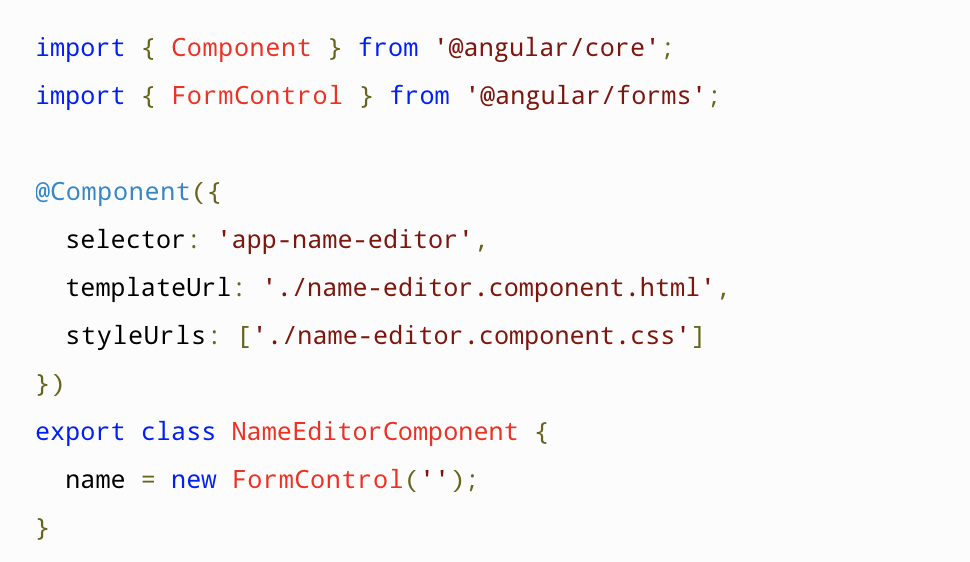 import { Component } from '@angular/core';
import { FormControl } from '@angular/forms';

@Component({
  selector: 'app-name-editor',
  templateUrl: './name-editor.component.html',
  styleUrls: ['./name-editor.component.css']
})
export class NameEditorComponent {
  name = new FormControl('');
}